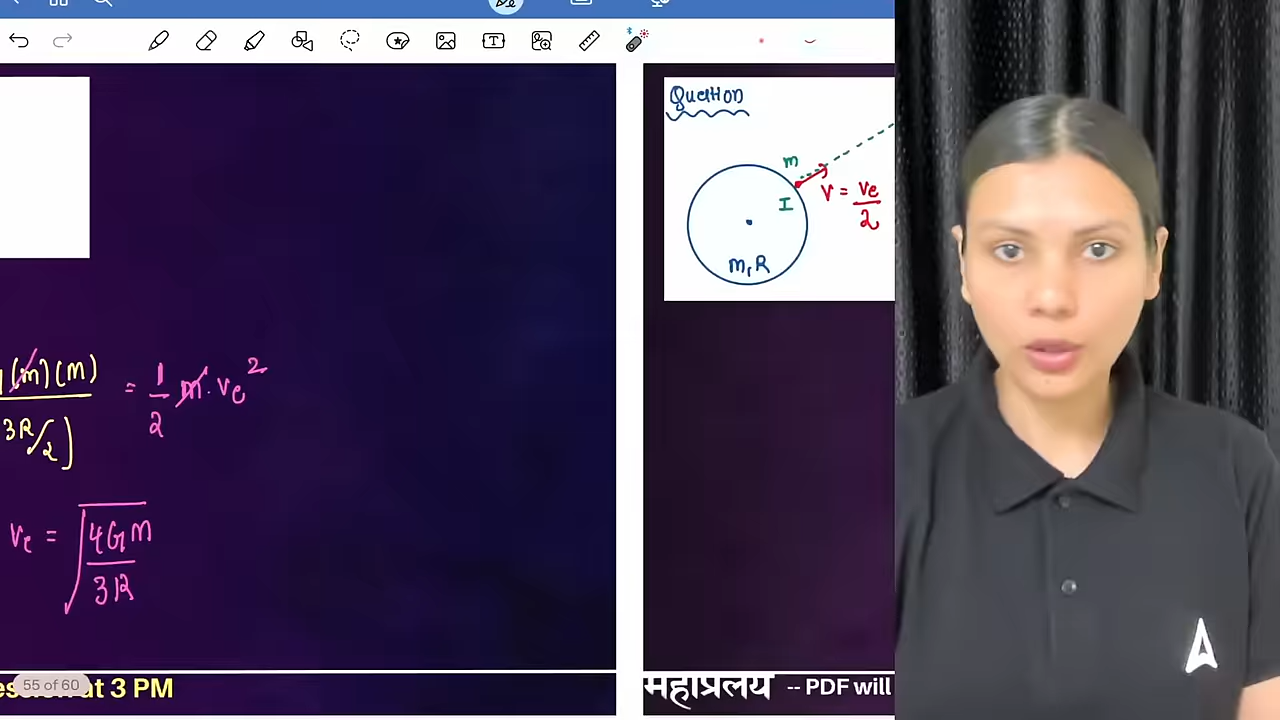 (m)(m) = 1/2 m . ve²
3R/2)
ve = √4GM/3R
at 3 PM
55 of 60
Question
m
I
V = ve/2
M, R
महाप्रलय -- PDF will